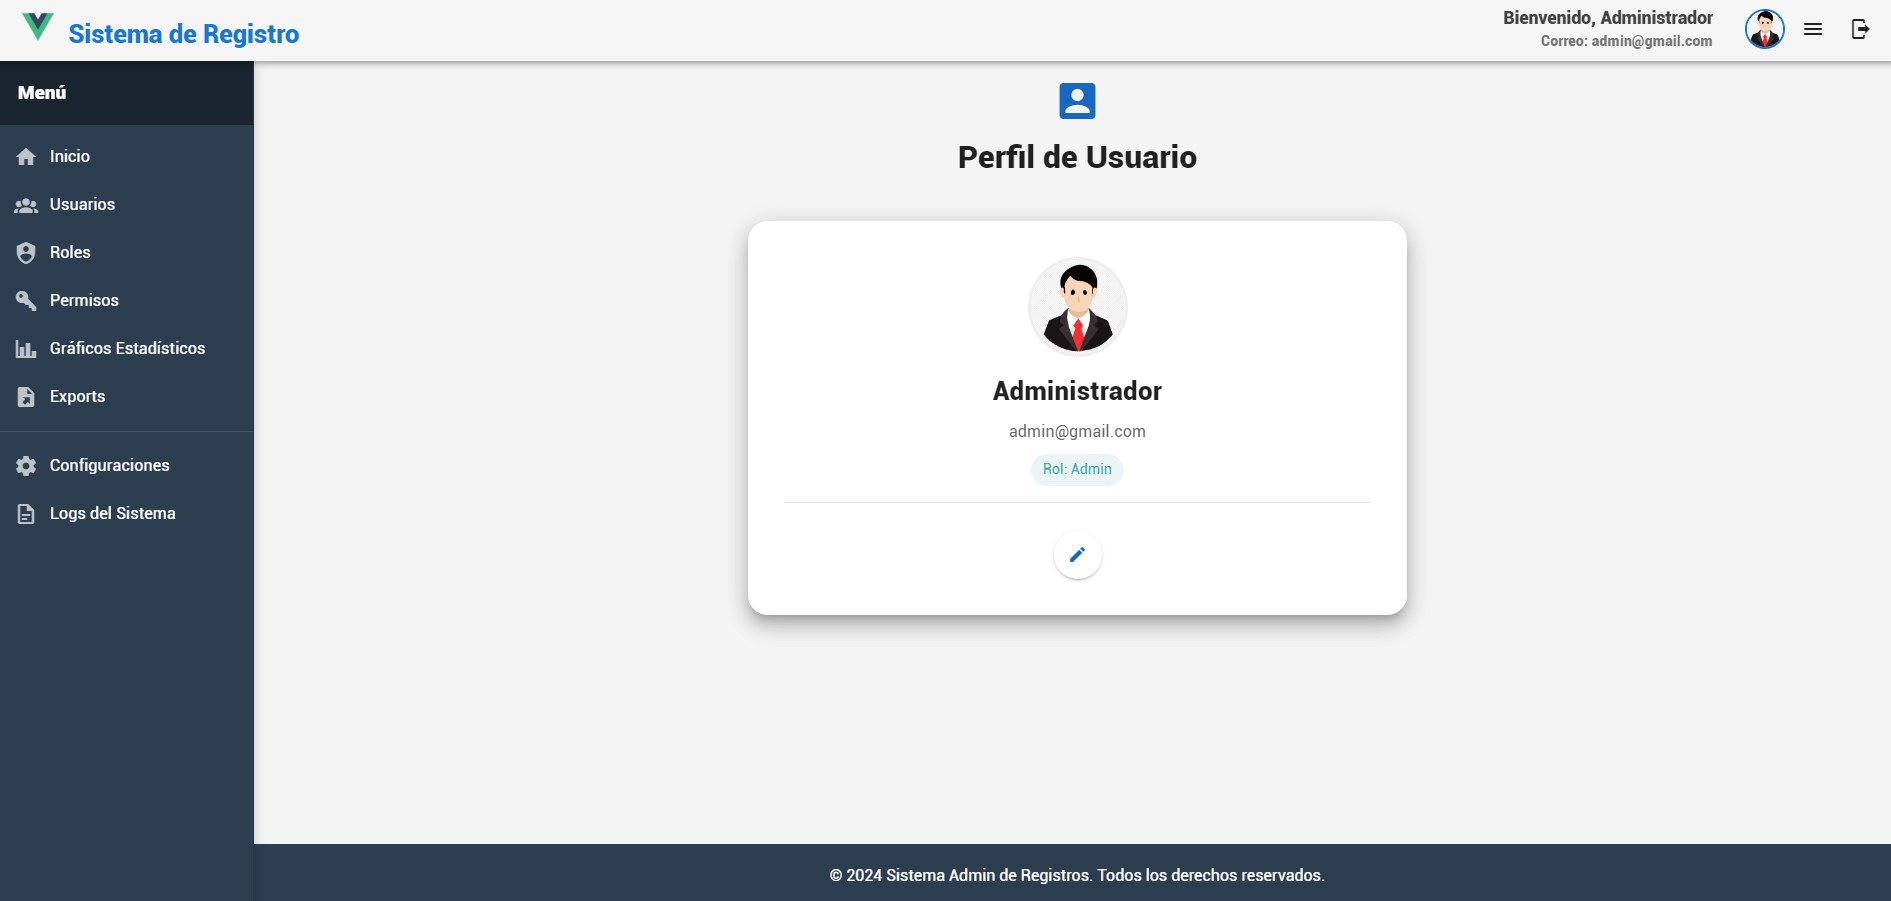 Sistema de Registro
Bienvenido, Administrador
Correo: admin@gmail.com
Menú
Inicio
Usuarios
Roles
Permisos
Gráficos Estadísticos
Exports
Configuraciones
Logs del Sistema
Perfil de Usuario
Administrador
admin@gmail.com
Rol: Admin
© 2024 Sistema Admin de Registros. Todos los derechos reservados.